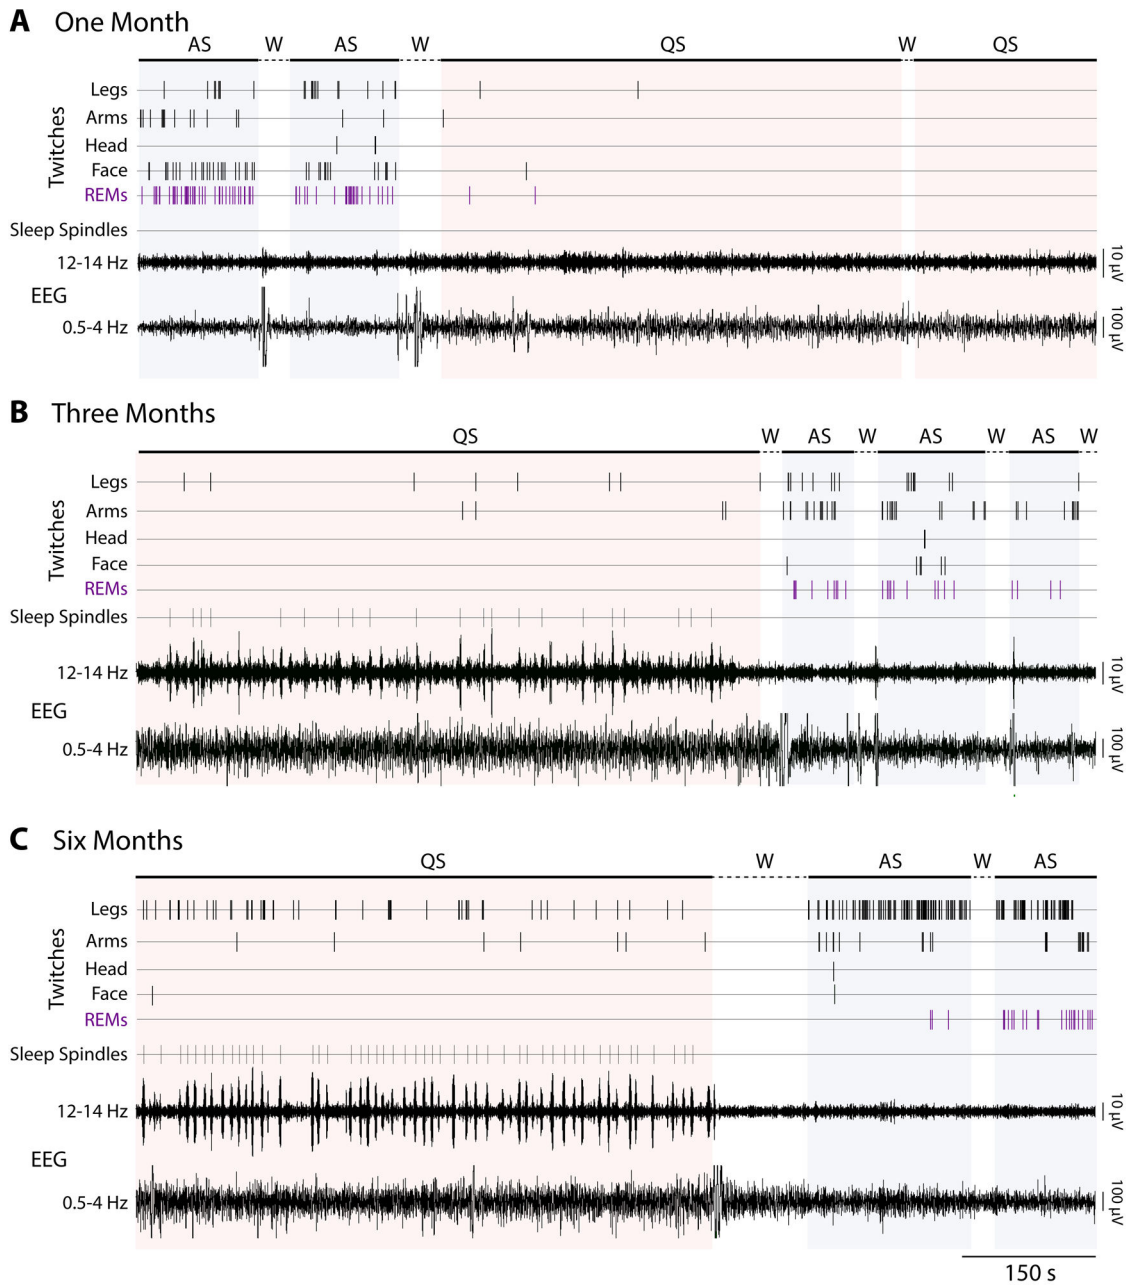 A One Month
AS W AS W QS W QS
Twitches
Legs
Arms
Head
Face
REMs
Sleep Spindles
12-14 Hz
10 µV
EEG
0.5-4 Hz
100 µV
B Three Months
QS W AS W AS W AS W
Twitches
Legs
Arms
Head
Face
REMs
Sleep Spindles
12-14 Hz
10 µV
EEG
0.5-4 Hz
100 µV
C Six Months
QS W AS W AS
Twitches
Legs
Arms
Head
Face
REMs
Sleep Spindles
12-14 Hz
10 µV
EEG
0.5-4 Hz
100 µV
150 s